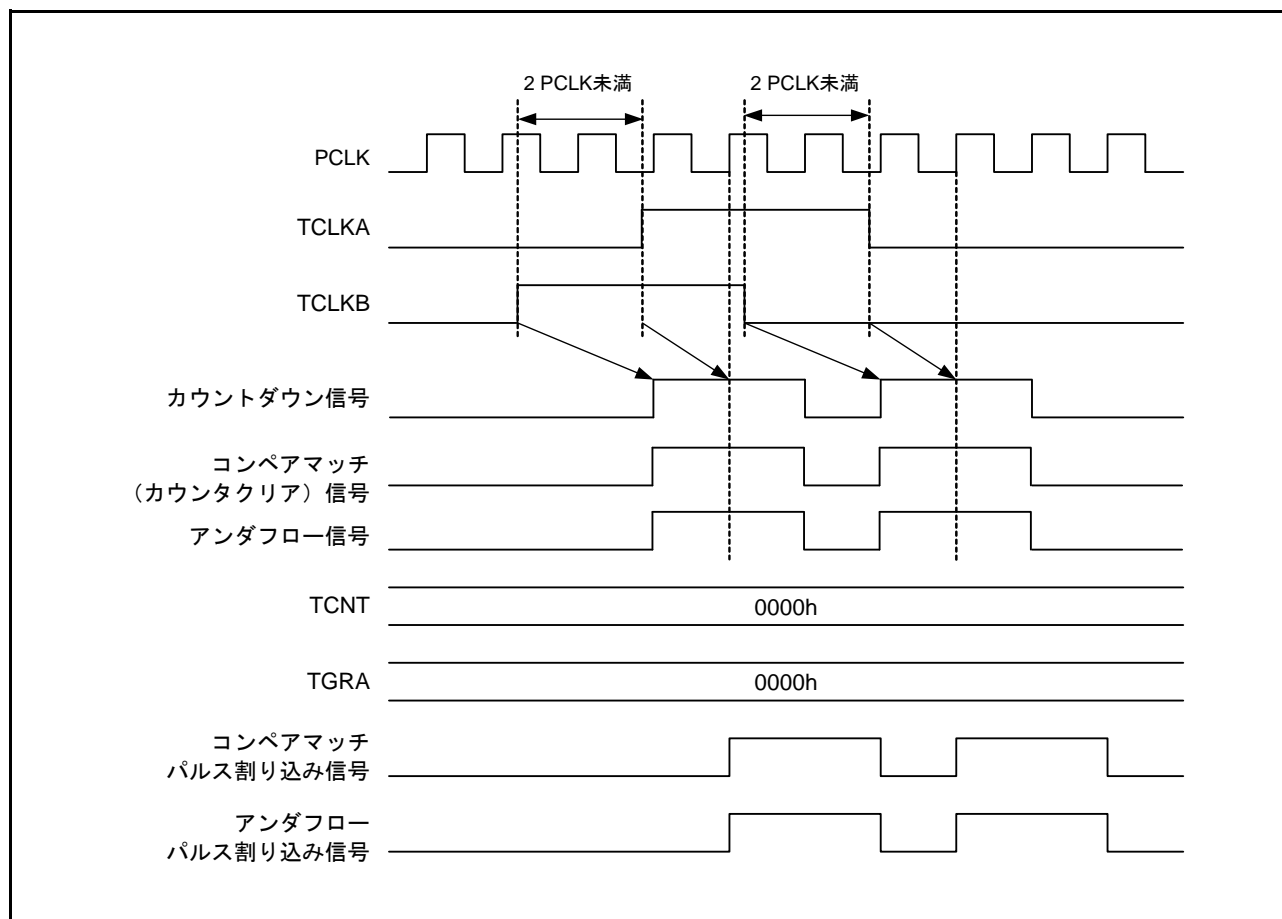 2 PCLK未満 2 PCLK未満
PCLK
TCLKA
TCLKB
カウントダウン信号
コンペアマッチ
（カウンタクリア）信号
アンダフロー信号
TCNT 0000h
TGRA 0000h
コンペアマッチ
パルス割り込み信号
アンダフロー
パルス割り込み信号